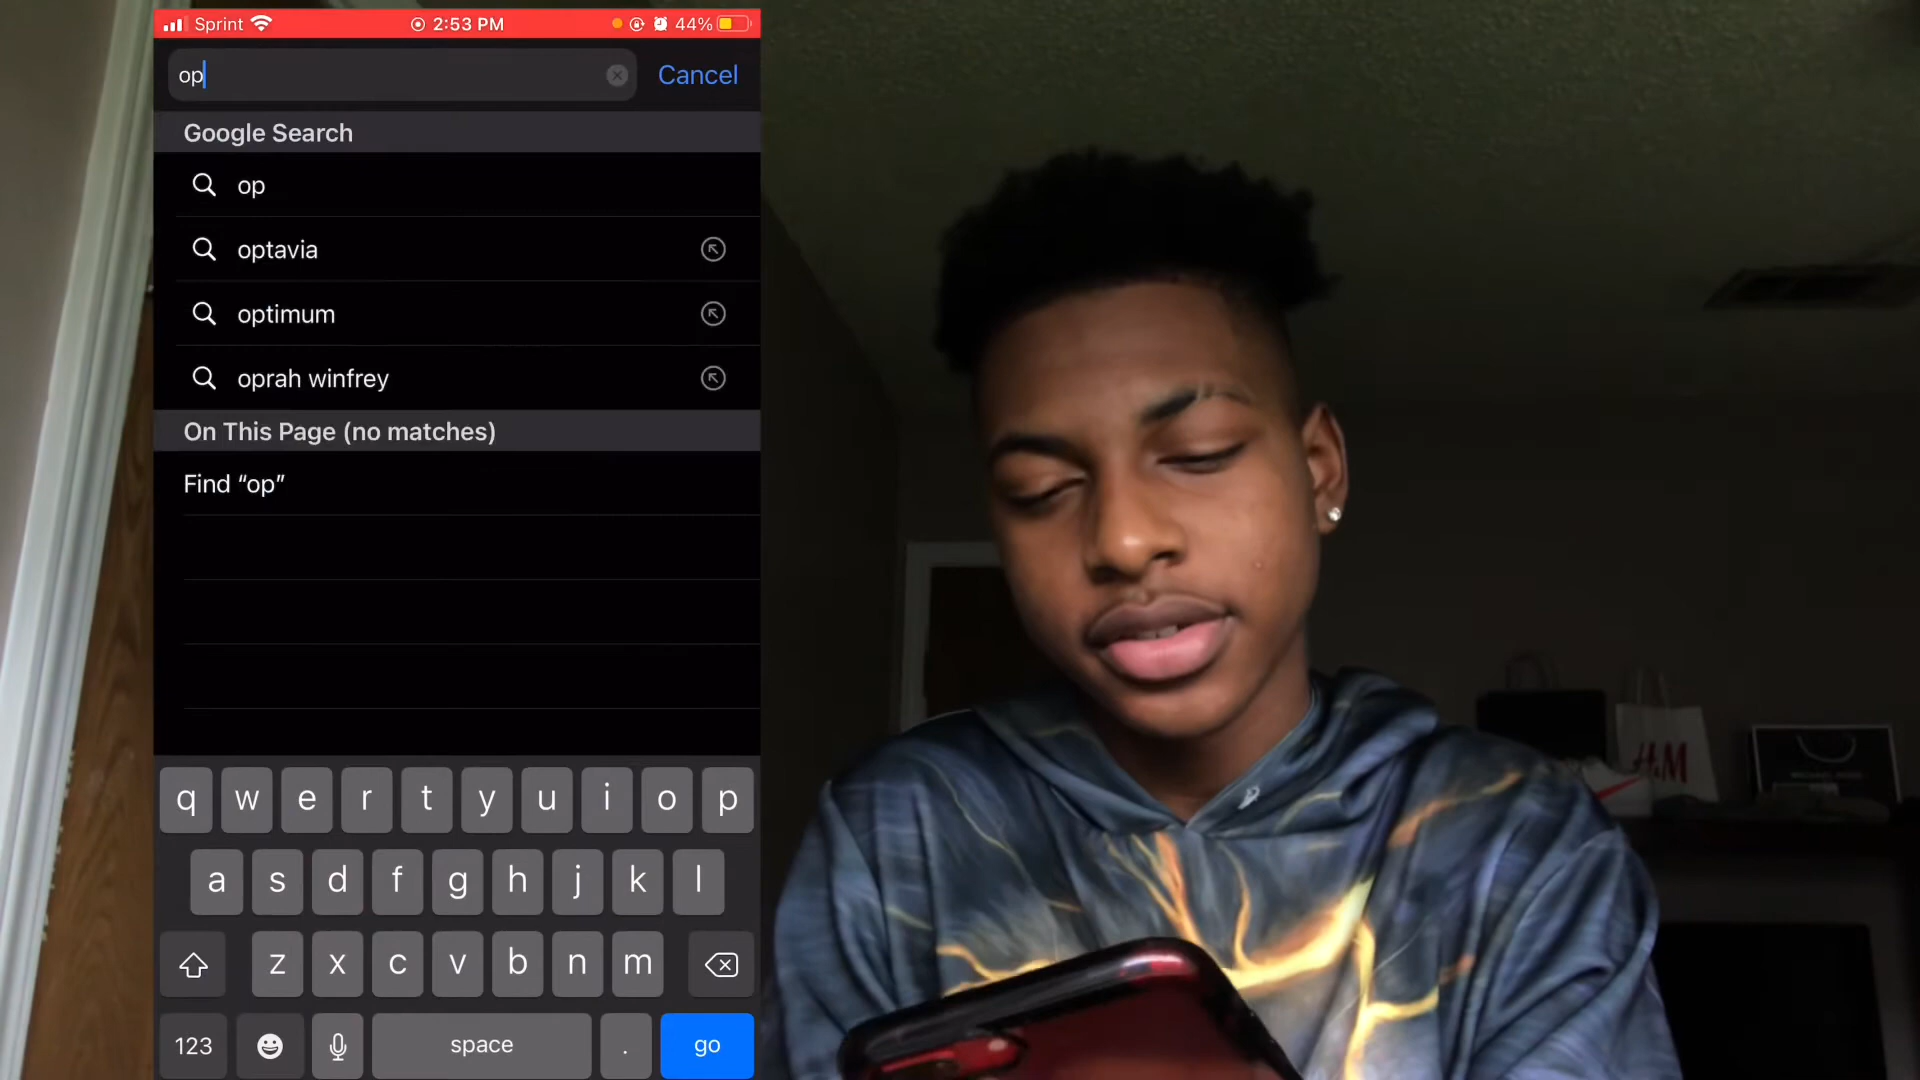 Sprint 2:53 PM 44%
op Cancel
Google Search
op
optavia
optimum
oprah winfrey
On This Page (no matches)
Find “op”
q w e r t y u i o p
a s d f g h j k l
z x c v b n m
123 space . go
H&M